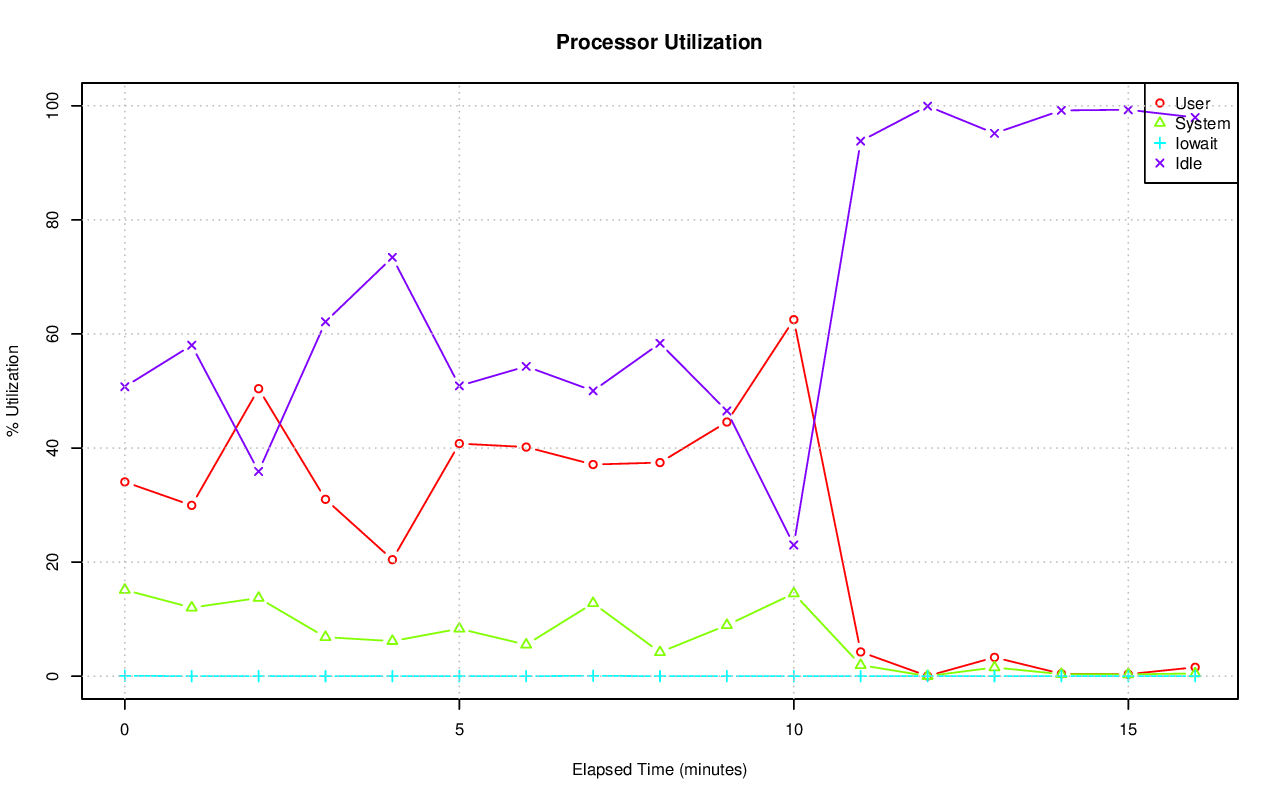 Processor Utilization
% Utilization
100
80
60
40
20
0
User
System
Iowait
Idle
0 5 10 15
Elapsed Time (minutes)